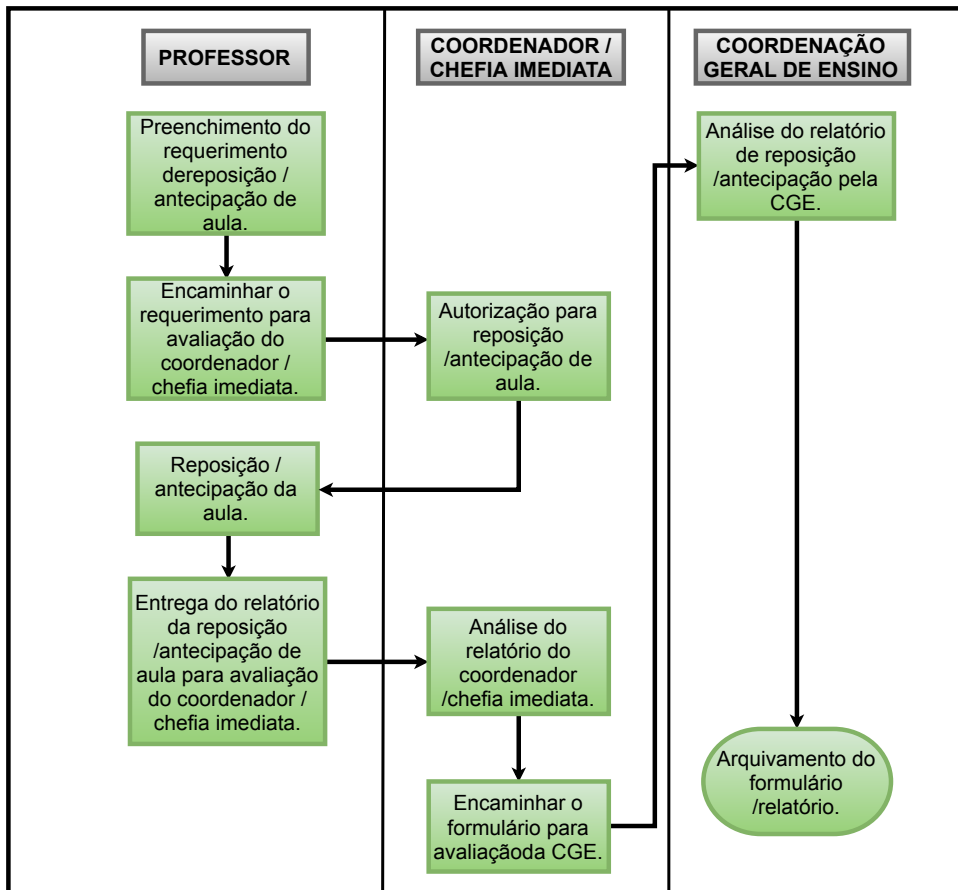 PROFESSOR
COORDENADOR /
CHEFIA IMEDIATA
COORDENAÇÃO
GERAL DE ENSINO
Preenchimento do
requerimento
dereposição /
antecipação de
aula.
Encaminhar o
requerimento para
avaliação do
coordenador /
chefia imediata.
Autorização para
reposição
/antecipação de
aula.
Reposição /
antecipação da
aula.
Entrega do relatório
da reposição
/antecipação de
aula para avaliação
do coordenador /
chefia imediata.
Análise do
relatório do
coordenador
/chefia imediata.
Encaminhar o
formulário para
avaliaçãoda CGE.
Análise do relatório
de reposição
/antecipação pela
CGE.
Arquivamento do
formulário
/relatório.